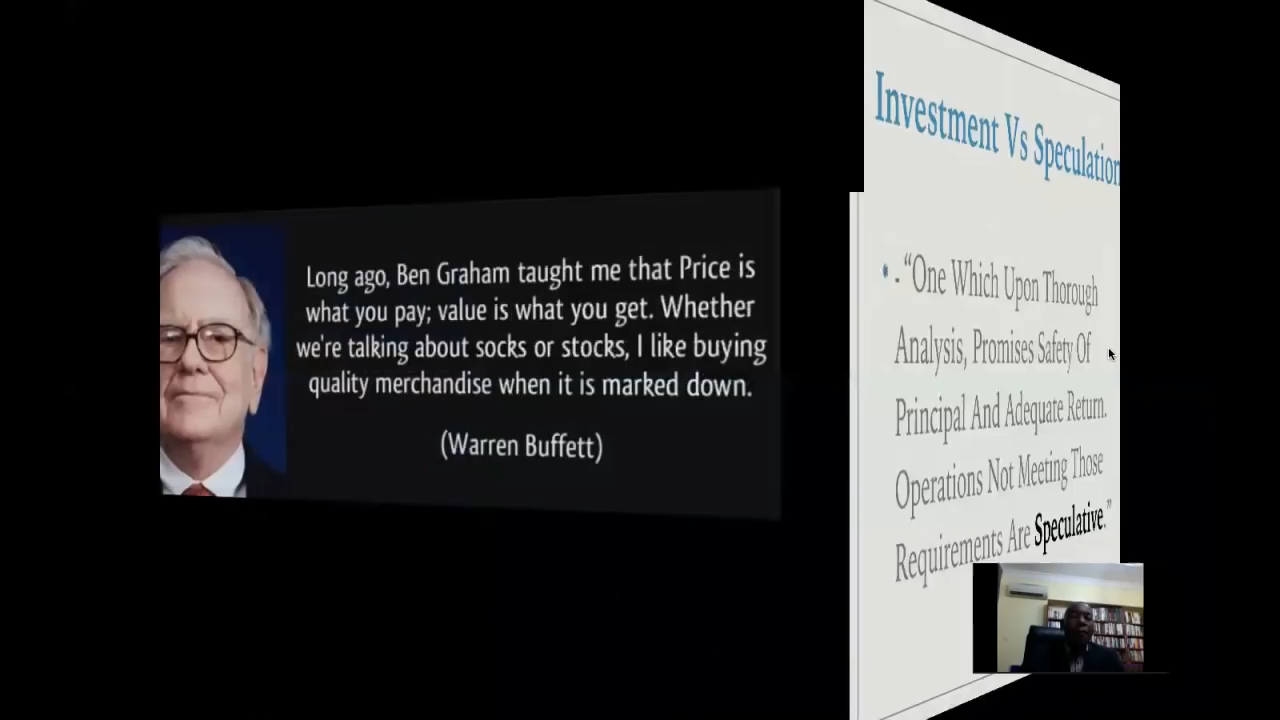 Long ago, Ben Graham taught me that Price is
what you pay; value is what you get. Whether
we're talking about socks or stocks, I like buying
quality merchandise when it is marked down.
(Warren Buffett)
Investment Vs Speculation
* -“One Which Upon Thorough
Analysis, Promises Safety Of
Principal And Adequate Return.
Operations Not Meeting Those
Requirements Are Speculative.”